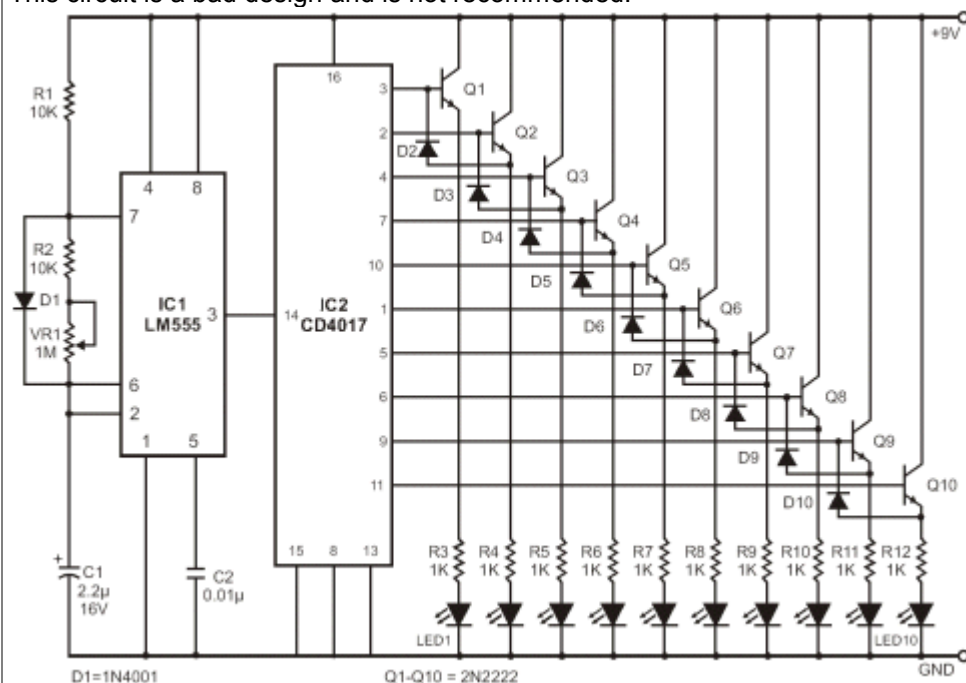 This circuit is a bad design and is not recommended.
+9V
R1
10K
16
3
Q1
2
Q2
D2
4
Q3
D3
4
8
7
Q4
7
D4
R2
10K
10
Q5
D5
D1
IC1
LM555
3
14
IC2
CD4017
1
Q6
D6
VR1
1M
5
Q7
D7
6
6
Q8
D8
2
9
Q9
D9
1
5
11
Q10
D10
15
8
13
R3
1K
R4
1K
R5
1K
R6
1K
R7
1K
R8
1K
R9
1K
R10
1K
R11
1K
R12
1K
+
C1
2.2µ
16V
C2
0.01µ
LED1
LED10
GND
D1=1N4001
Q1-Q10 = 2N2222